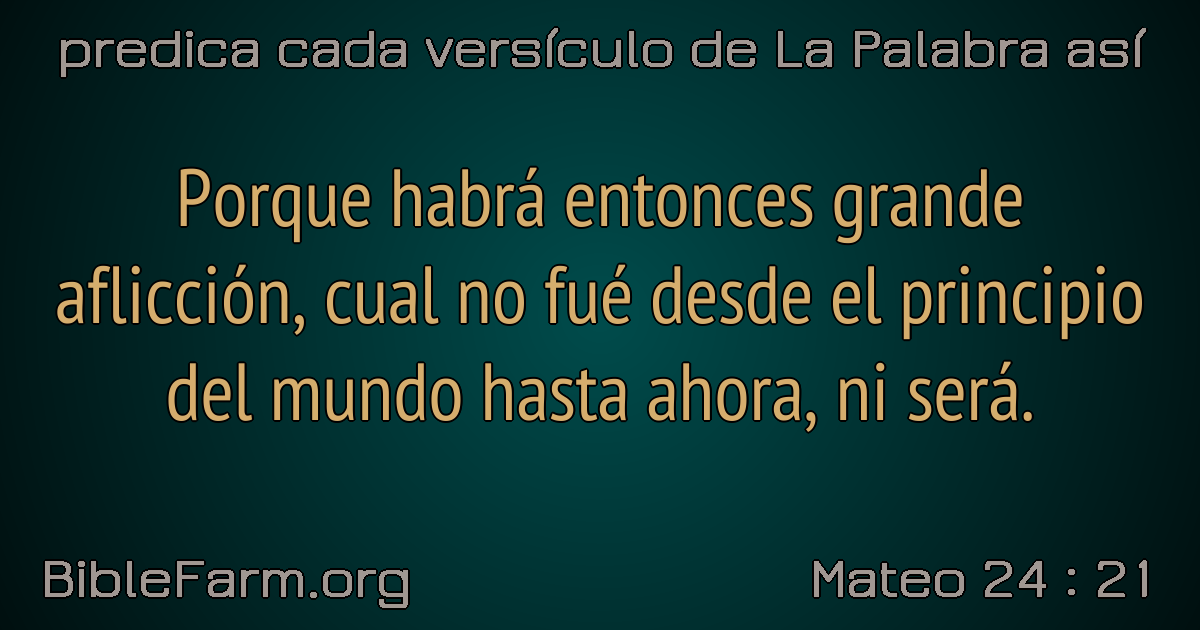 predica cada versículo de La Palabra así
Porque habrá entonces grande
aflicción, cual no fué desde el principio
del mundo hasta ahora, ni será.
BibleFarm.org
Mateo 24 : 21